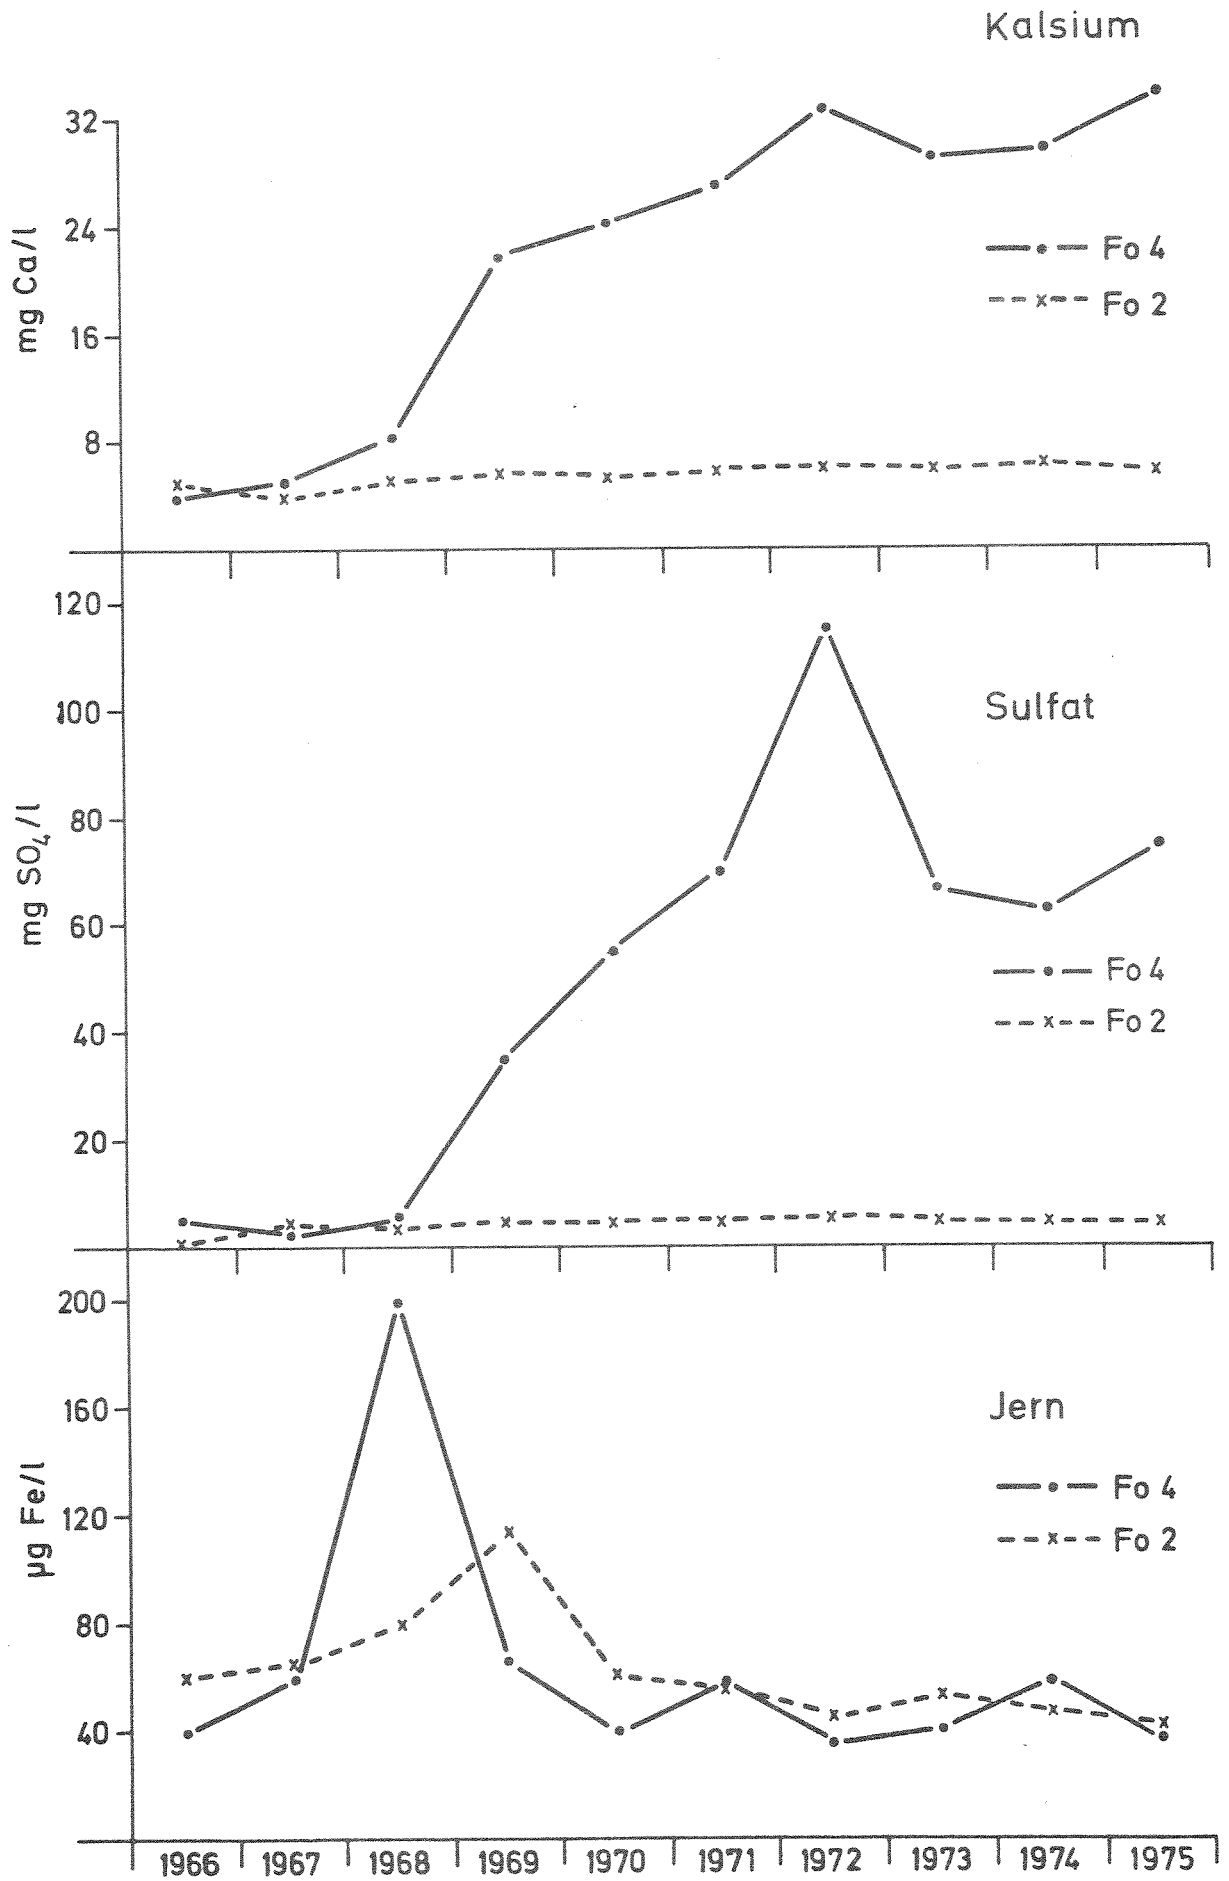 Kalsium
32
24
16
8
mg Ca/l
Fo 4
Fo 2
120
100
80
60
40
20
mg SO₄/l
Sulfat
Fo 4
Fo 2
200
160
120
80
40
µg Fe/l
Jern
Fo 4
Fo 2
1966 1967 1968 1969 1970 1971 1972 1973 1974 1975